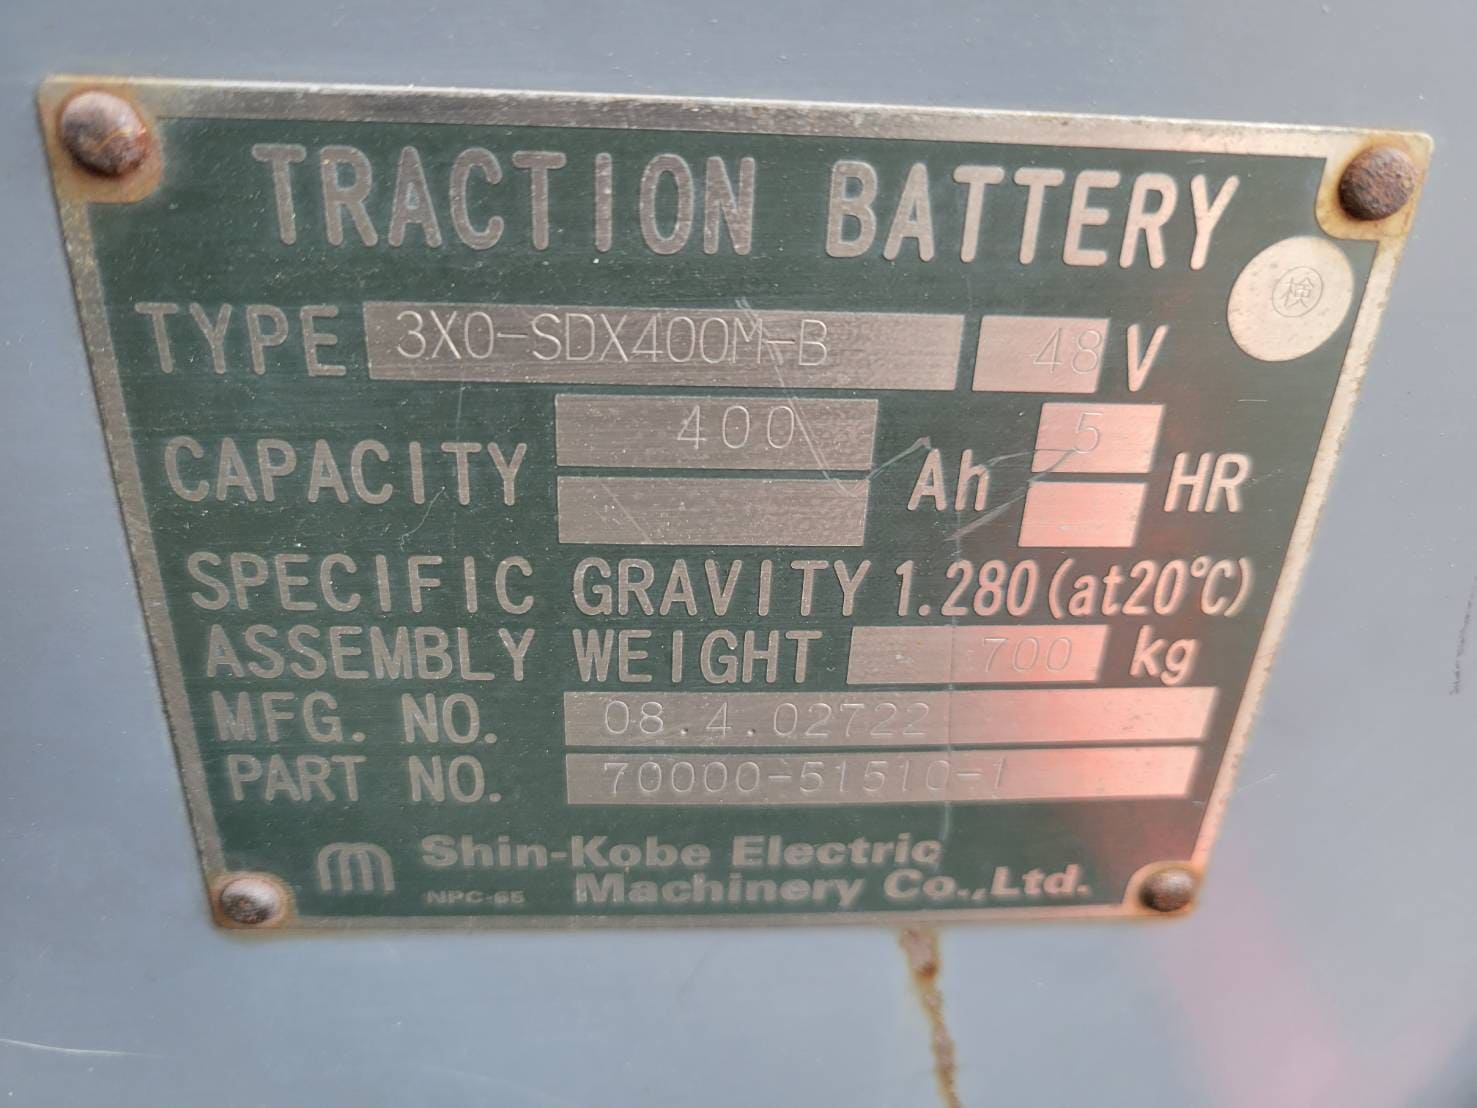 TRACTION BATTERY
検
TYPE 3X0-SDX400M-B 48 V
CAPACITY 400 Ah 5 HR
SPECIFIC GRAVITY 1.280(at20℃)
ASSEMBLY WEIGHT 700 kg
MFG. NO. 08.4.02722
PART NO. 70000-51510-1
Shin-Kobe Electric
NPC-65 Machinery Co.,Ltd.